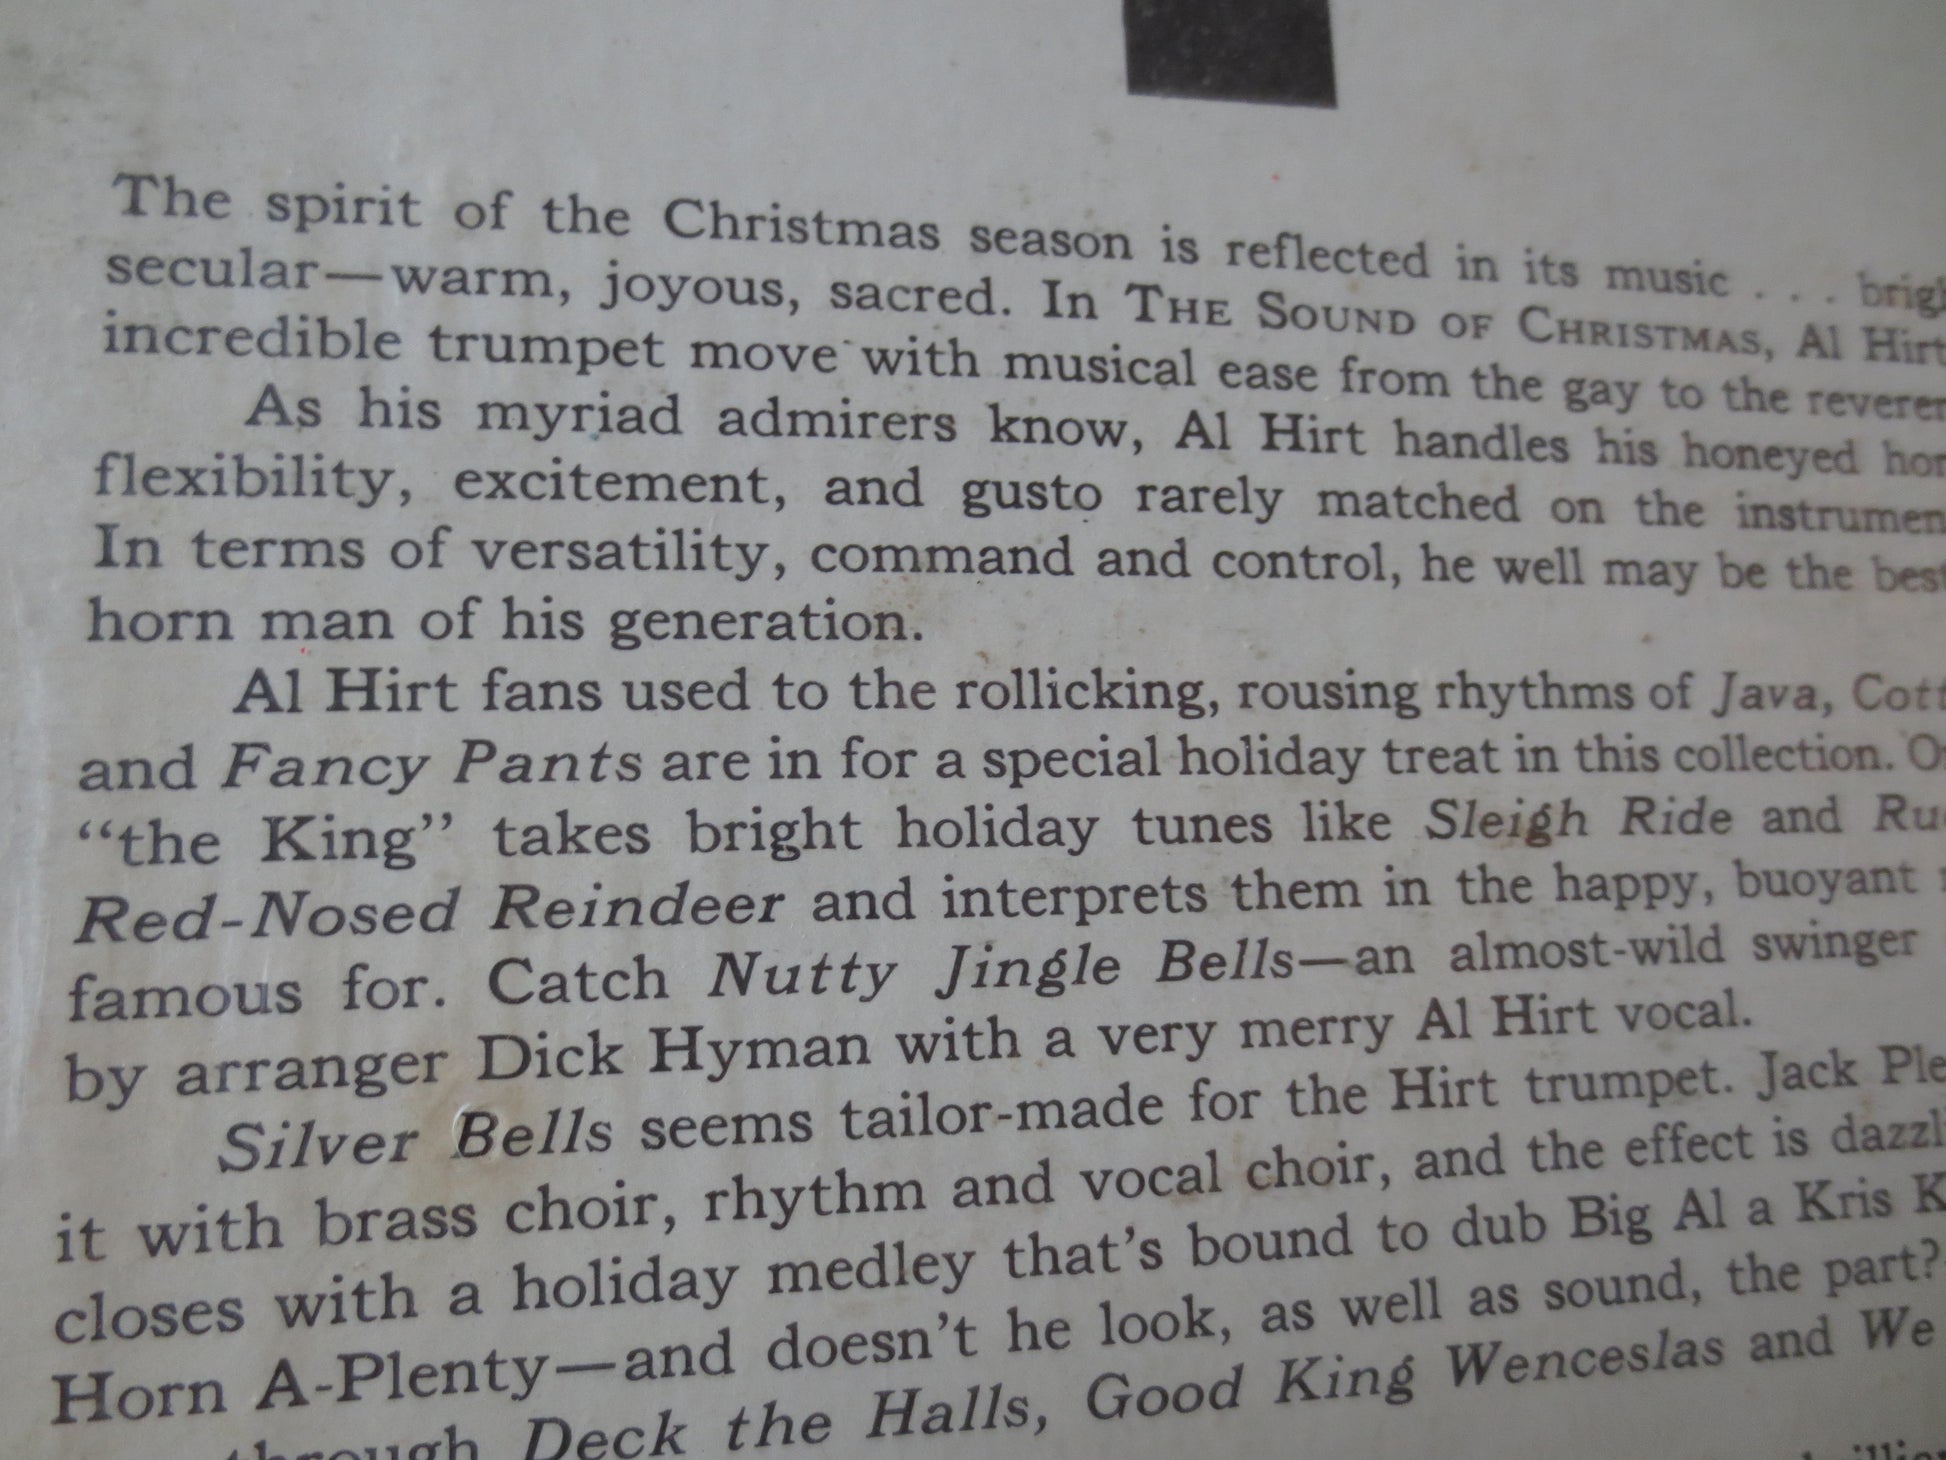 The spirit of the Christmas season is reflected in its music . . .
secular—warm, joyous, sacred. In THE SOUND OF CHRISTMAS, Al Hirt
incredible trumpet move with musical ease from the gay to the
As his myriad admirers know, Al Hirt handles his honeyed
flexibility, excitement, and gusto rarely matched on the
In terms of versatility, command and control, he well may be the best
horn man of his generation.
Al Hirt fans used to the rollicking, rousing rhythms of Java,
and Fancy Pants are in for a special holiday treat in this collection.
“the King” takes bright holiday tunes like Sleigh Ride and
Red-Nosed Reindeer and interprets them in the happy, buoyant
famous for. Catch Nutty Jingle Bells—an almost-wild swinger
by arranger Dick Hyman with a very merry Al Hirt vocal.
Silver Bells seems tailor-made for the Hirt trumpet. Jack
it with brass choir, rhythm and vocal choir, and the effect is
closes with a holiday medley that’s bound to dub Big Al a Kris
Horn A-Plenty—and doesn’t he look, as well as sound, the part?
through Deck the Halls, Good King Wenceslas and We